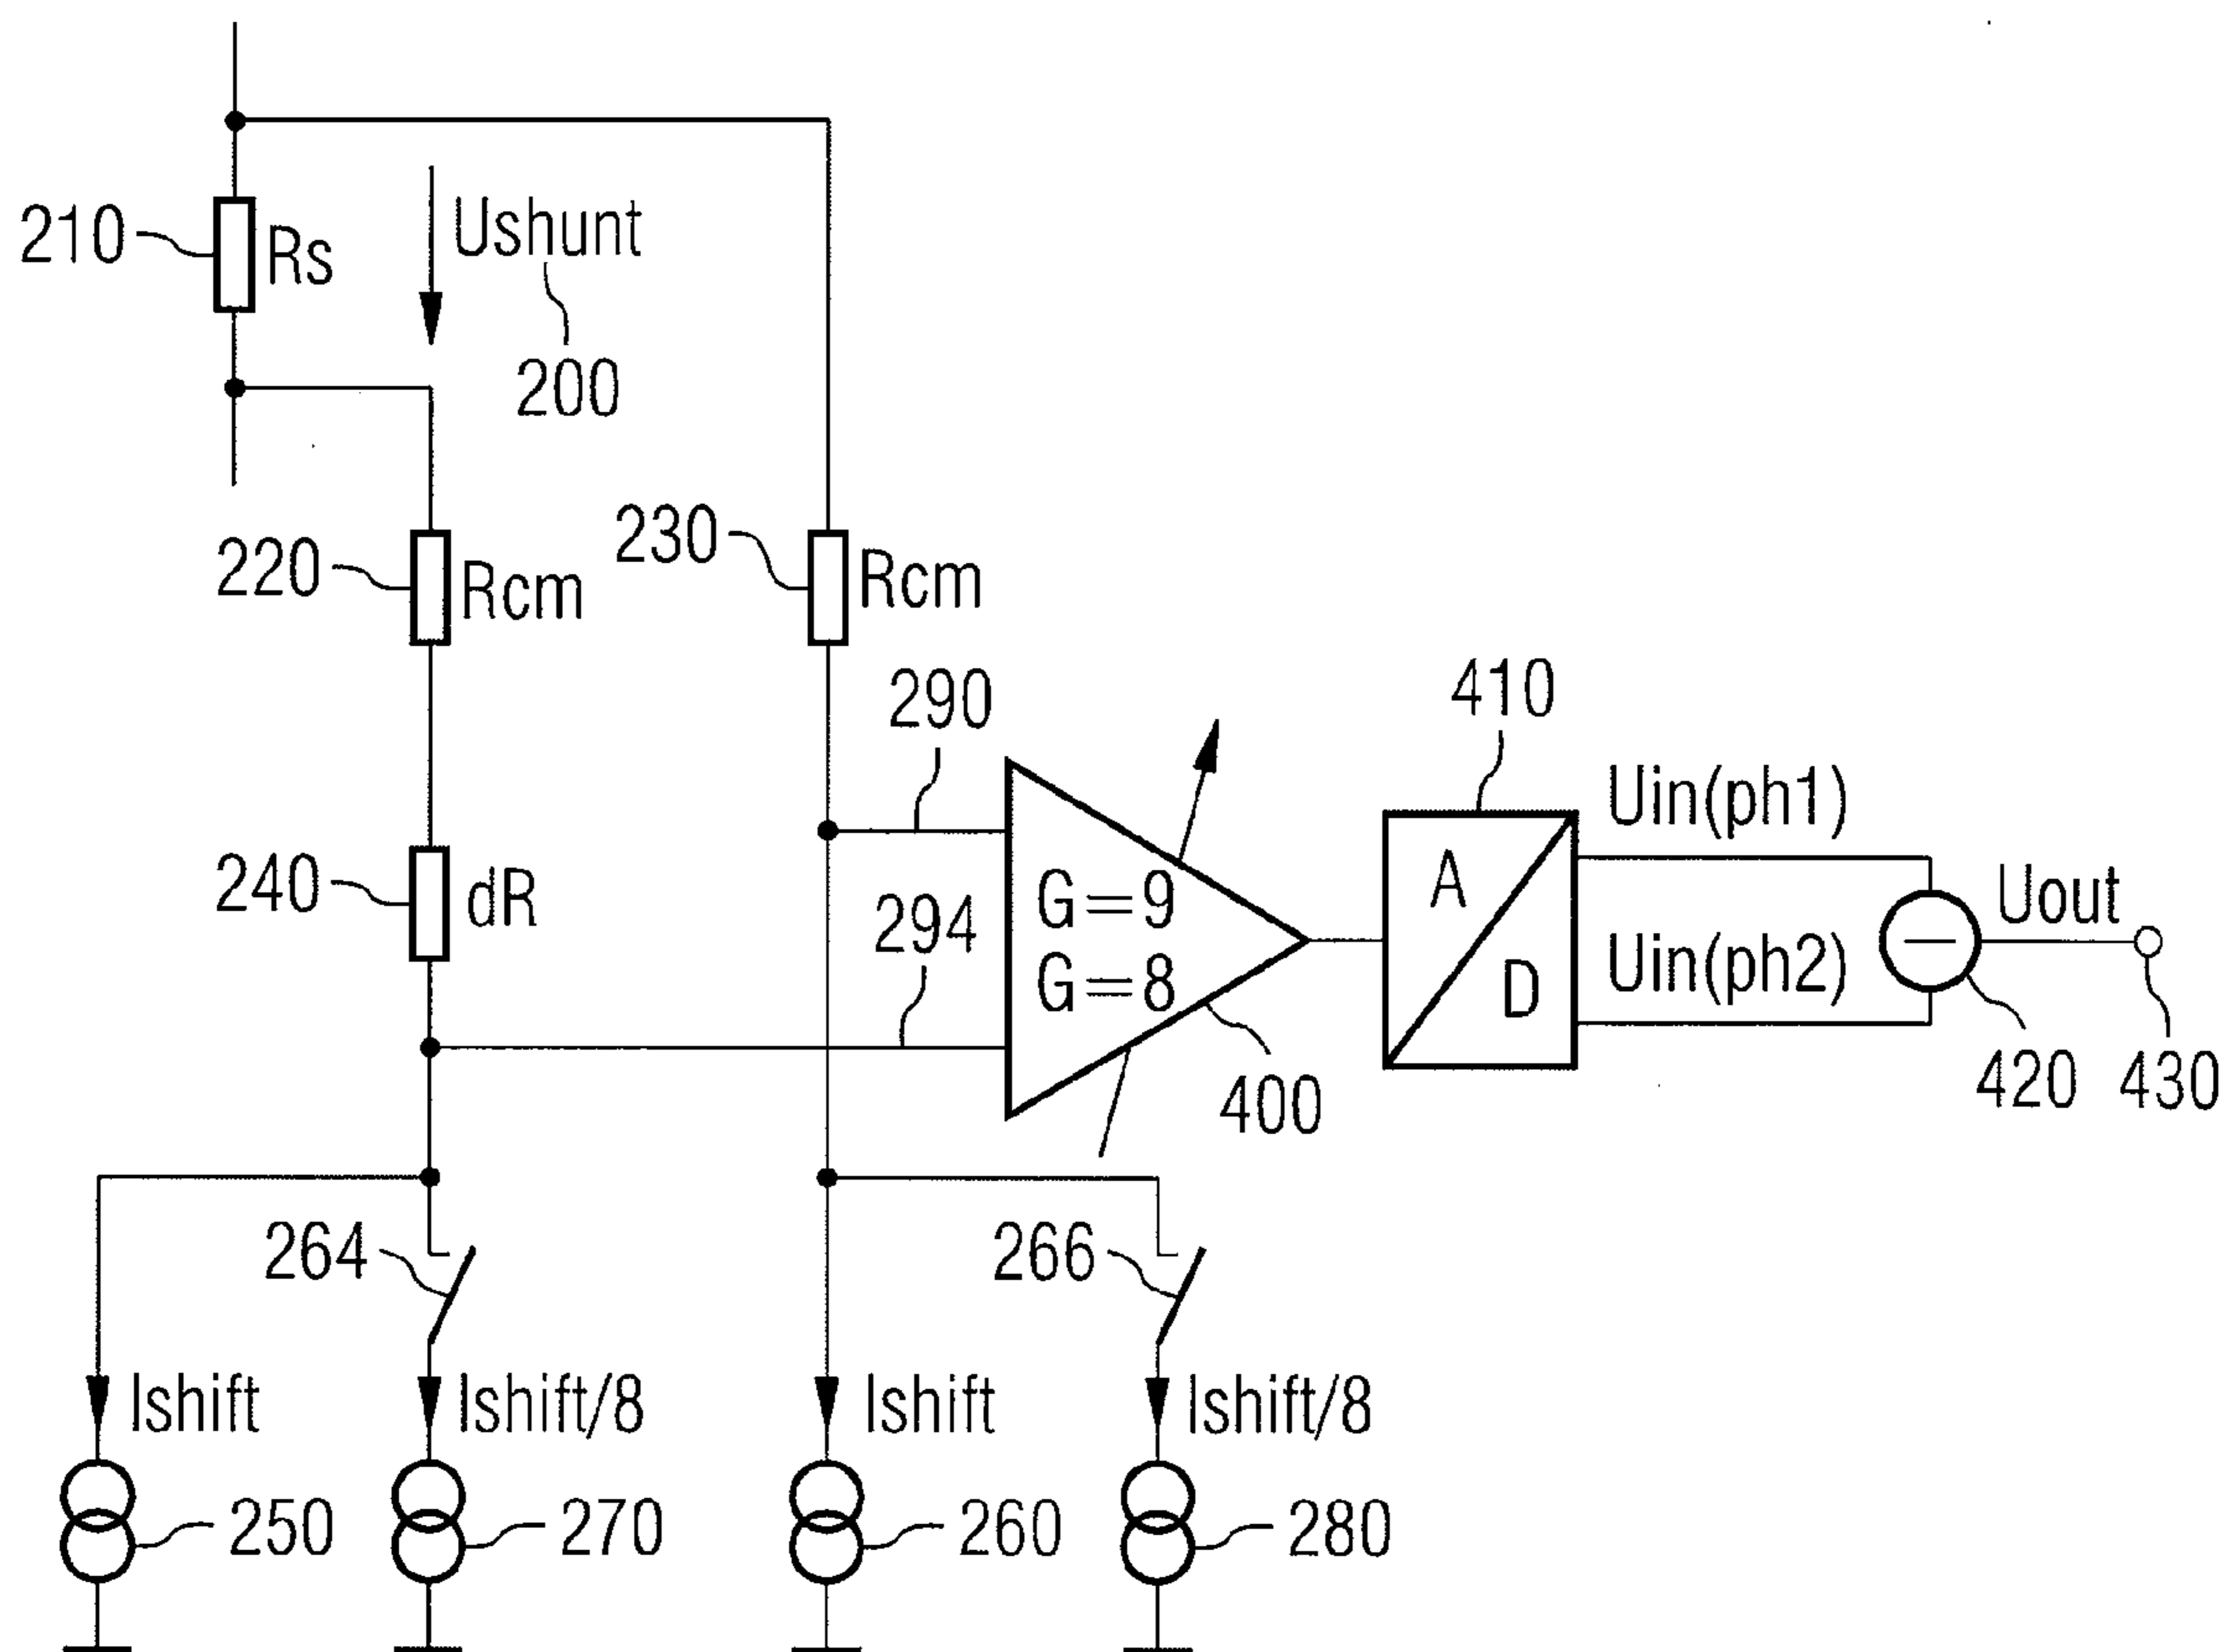 210
Rs
Ushunt
200
220
Rcm
230
Rcm
290
410
Uin(ph1)
240
dR
294
G=9
G=8
A
D
Uin(ph2)
Uout
400
420
430
264
266
Ishift
Ishift/8
Ishift
Ishift/8
250
270
260
280